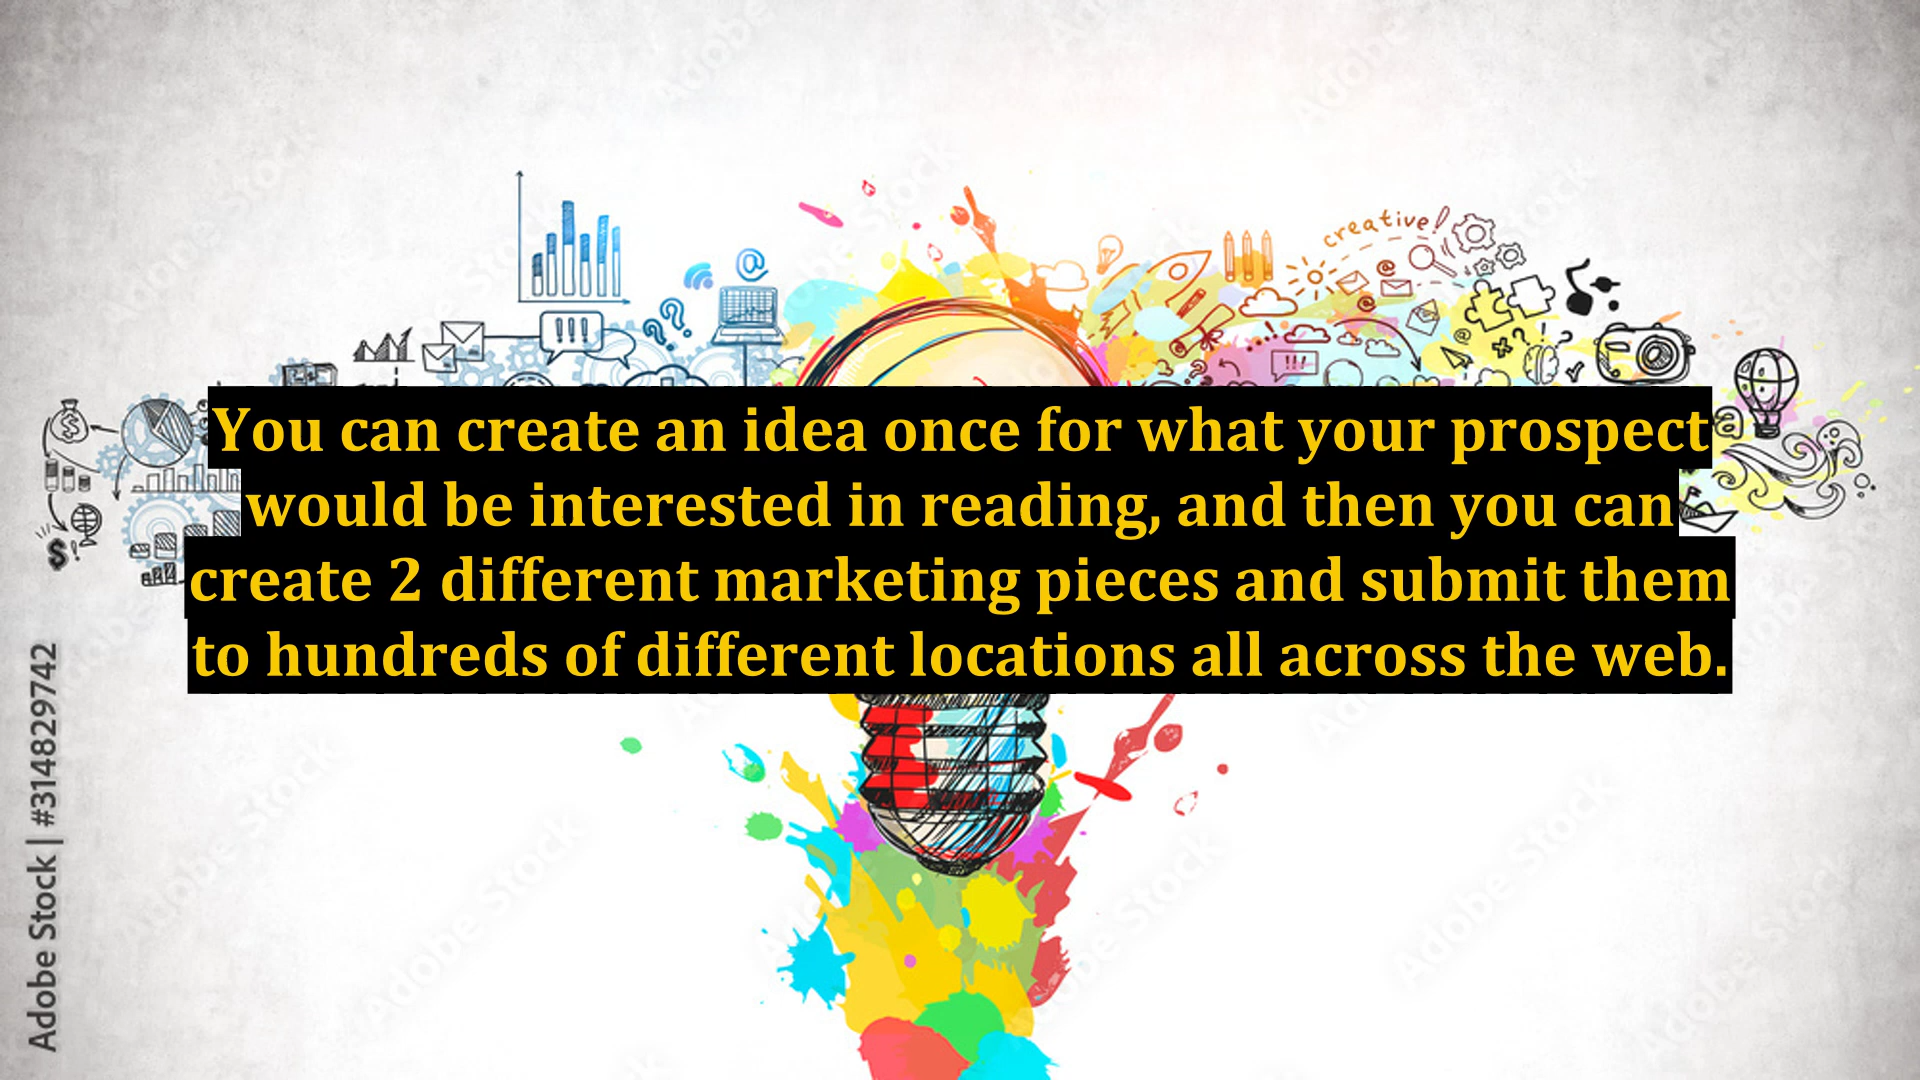 creative!
You can create an idea once for what your prospect
would be interested in reading, and then you can
create 2 different marketing pieces and submit them
to hundreds of different locations all across the web.
Adobe Stock | #314829742